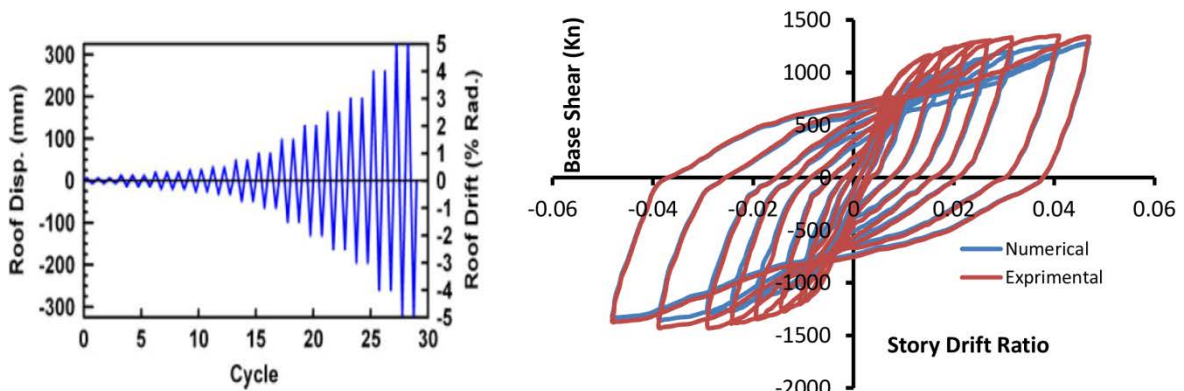 Roof Disp. (mm)
300
200
100
0
-100
-200
-300
0 5 10 15 20 25 30
Cycle
5
4
3
2
1
0
-1
-2
-3
-4
-5
Roof Drift (% Rad.)
Base Shear (Kn)
1500
1000
500
0
-500
-1000
-1500
-2000
-0.06 -0.04 -0.02 0 0.02 0.04 0.06
Numerical
Exprimental
Story Drift Ratio